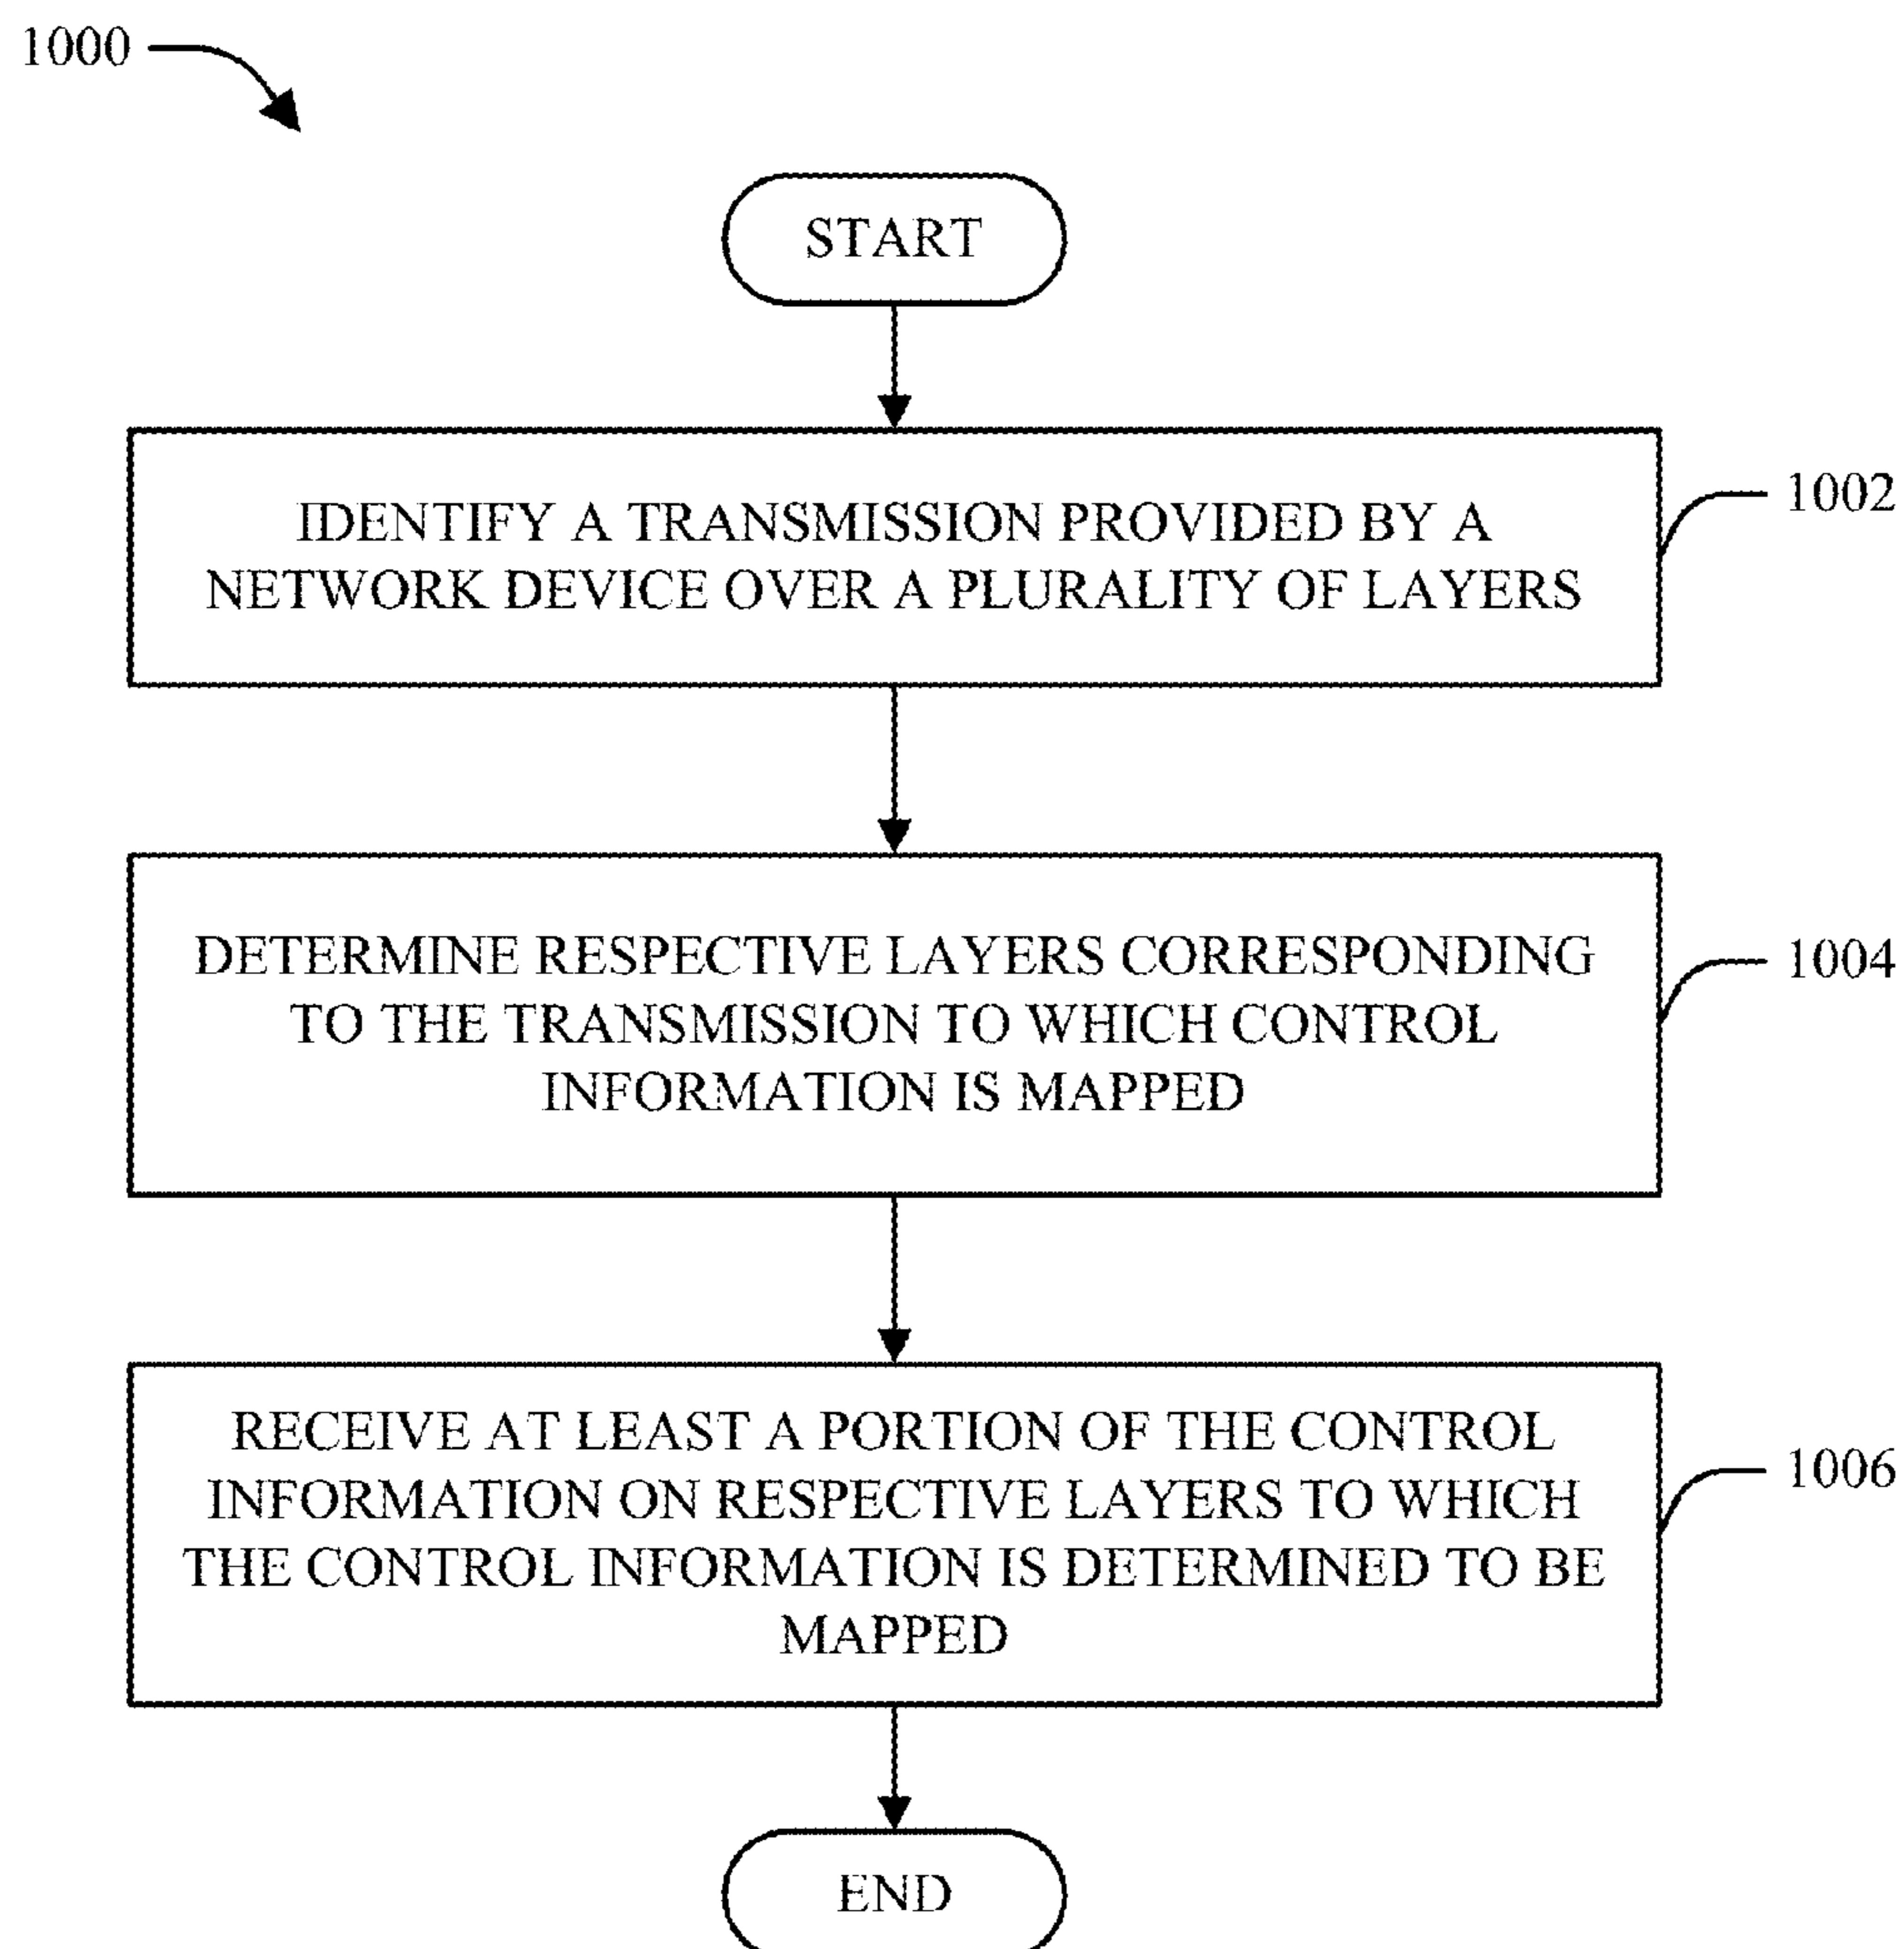 1000
START
IDENTIFY A TRANSMISSION PROVIDED BY A
NETWORK DEVICE OVER A PLURALITY OF LAYERS
1002
DETERMINE RESPECTIVE LAYERS CORRESPONDING
TO THE TRANSMISSION TO WHICH CONTROL
INFORMATION IS MAPPED
1004
RECEIVE AT LEAST A PORTION OF THE CONTROL
INFORMATION ON RESPECTIVE LAYERS TO WHICH
THE CONTROL INFORMATION IS DETERMINED TO BE
MAPPED
1006
END